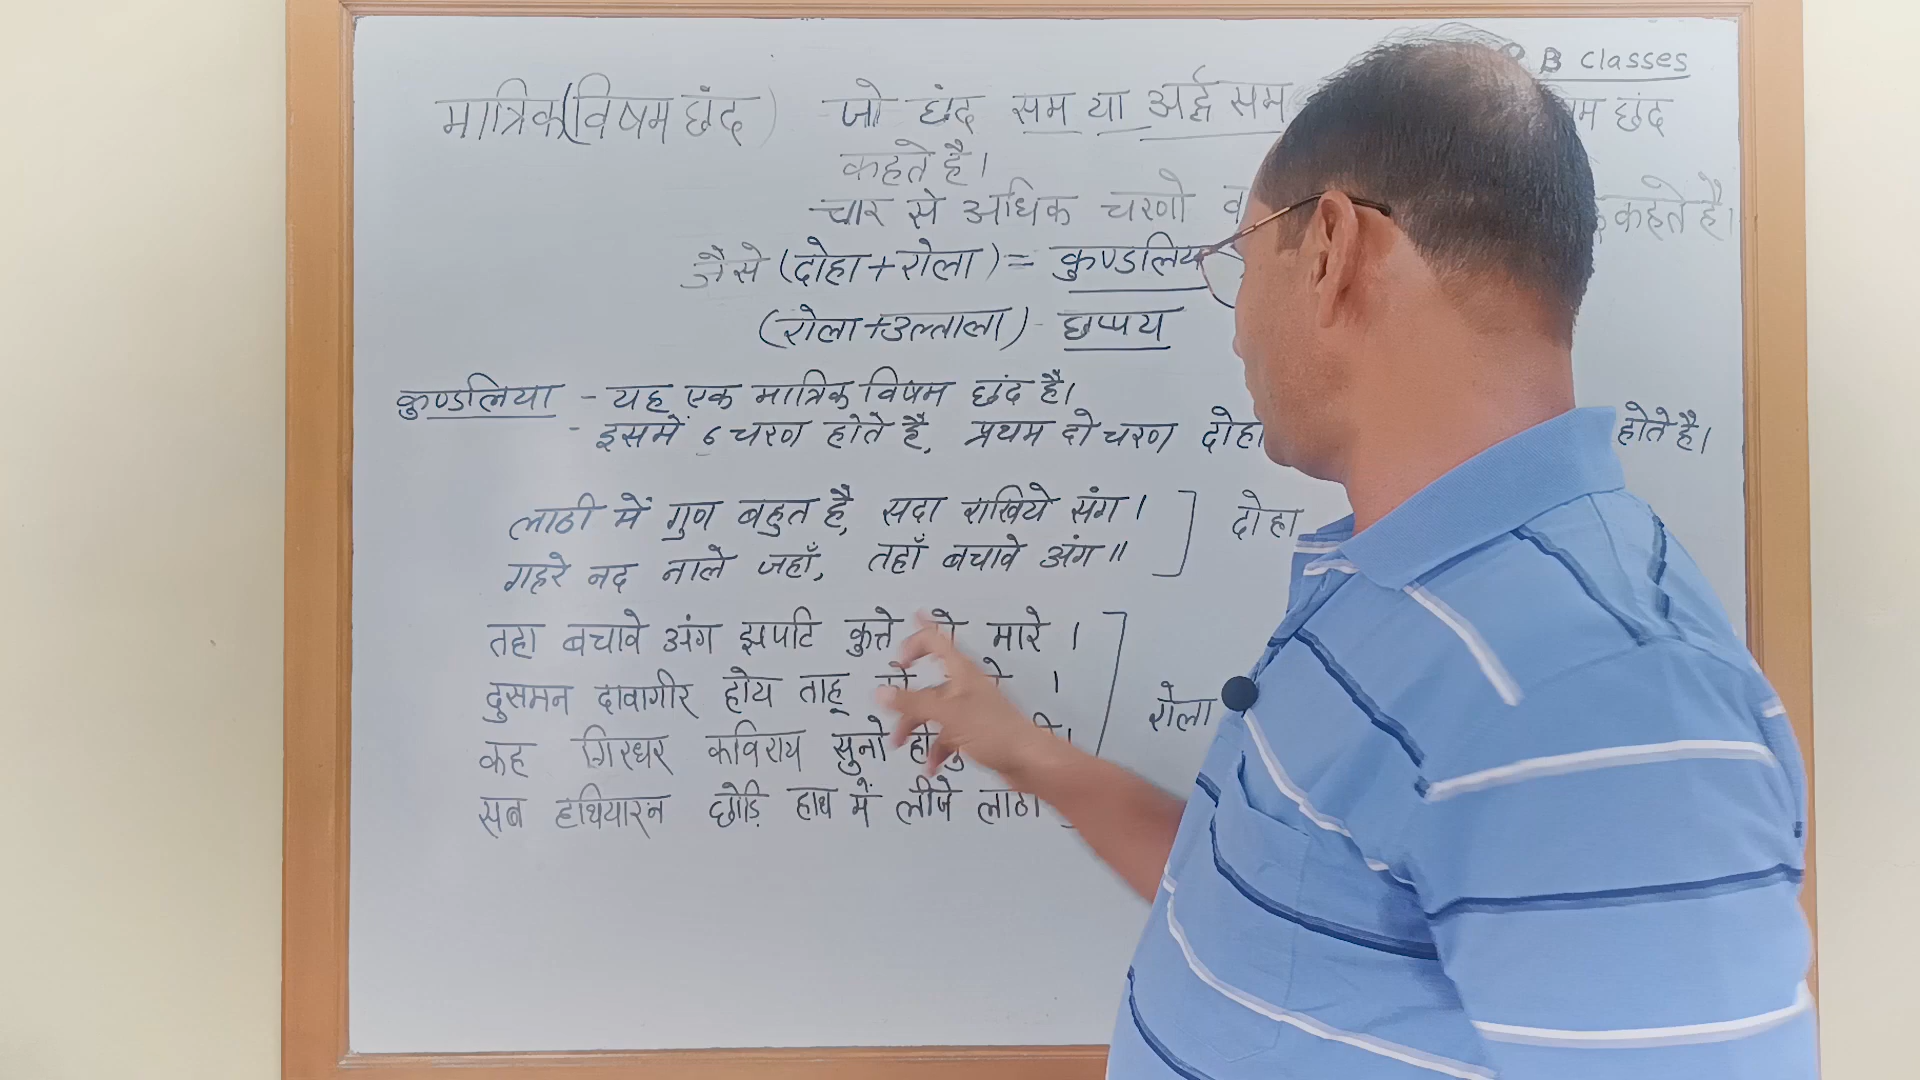 B classes
मात्रिक(विषम छंद) जो छंद सम या अर्द्ध सम छंद
कहते है।
चार से अधिक चरणो कहते है।
जैसे (दोहा+रोला) = कुण्डलिय
(रोला+उल्लाला) - छप्पय
कुण्डलिया - यह एक मात्रिक विषम छंद है।
- इसमें ६ चरण होते है, प्रथम दो चरण दोहा होते है।
लाठी में गुण बहुत है, सदा राखिये संग। दोहा
गहरे नद नाले जहाँ, तहाँ बचावे अंग॥
तहा बचावे अंग झपटि कुत्ते मारे।
दुसमन दावागीर होय ताहू ।
रोला
कह गिरधर कविराय सुनो हो
सब हथियारन छोड़ि हाथ में लीजे लाठी